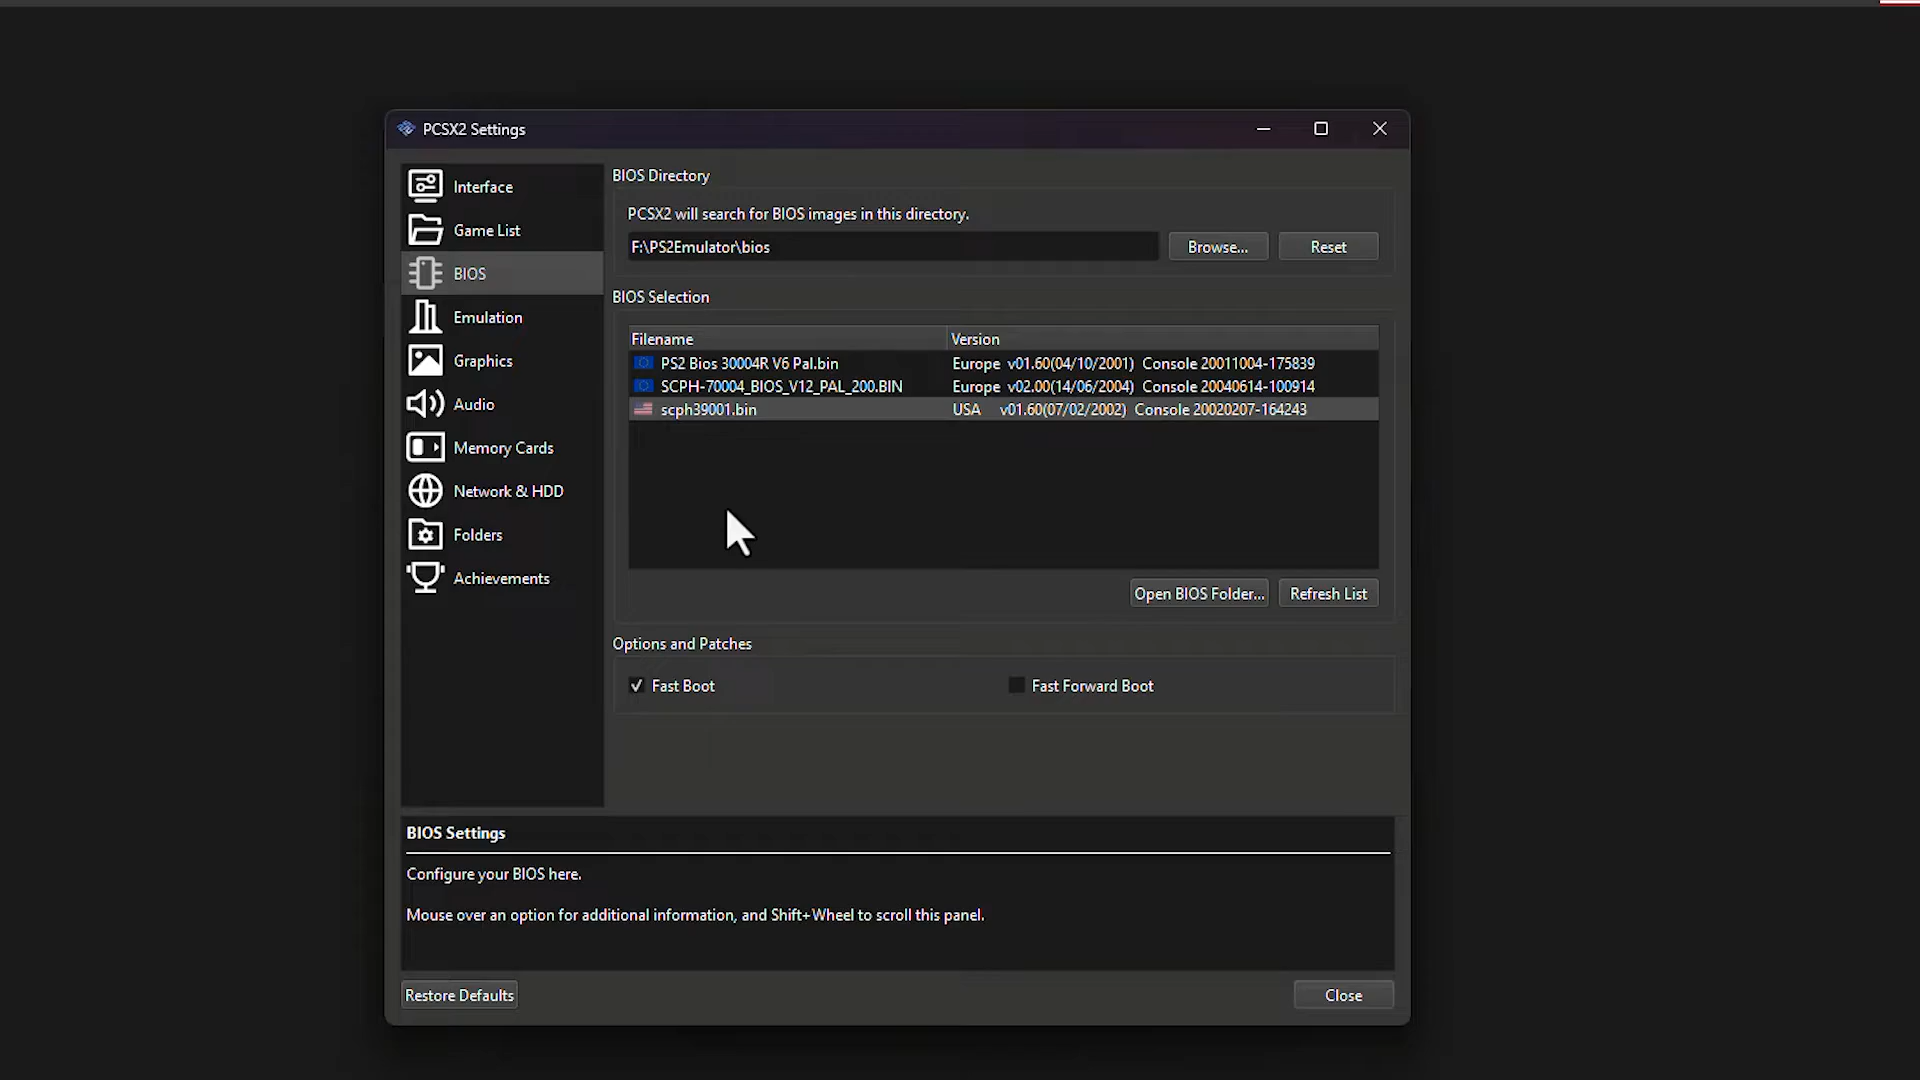 PCSX2 Settings
Interface
Game List
BIOS
Emulation
Graphics
Audio
Memory Cards
Network & HDD
Folders
Achievements
BIOS Directory
PCSX2 will search for BIOS images in this directory.
F:\PS2Emulator\bios
Browse...
Reset
BIOS Selection
Filename Version
PS2 Bios 30004R V6 Pal.bin Europe v01.60(04/10/2001) Console 20011004-175839
SCPH-70004_BIOS_V12_PAL_200.BIN Europe v02.00(14/06/2004) Console 20040614-100914
scph39001.bin USA v01.60(07/02/2002) Console 20020207-164243
Open BIOS Folder...
Refresh List
Options and Patches
Fast Boot
Fast Forward Boot
BIOS Settings
Configure your BIOS here.
Mouse over an option for additional information, and Shift+Wheel to scroll this panel.
Restore Defaults
Close